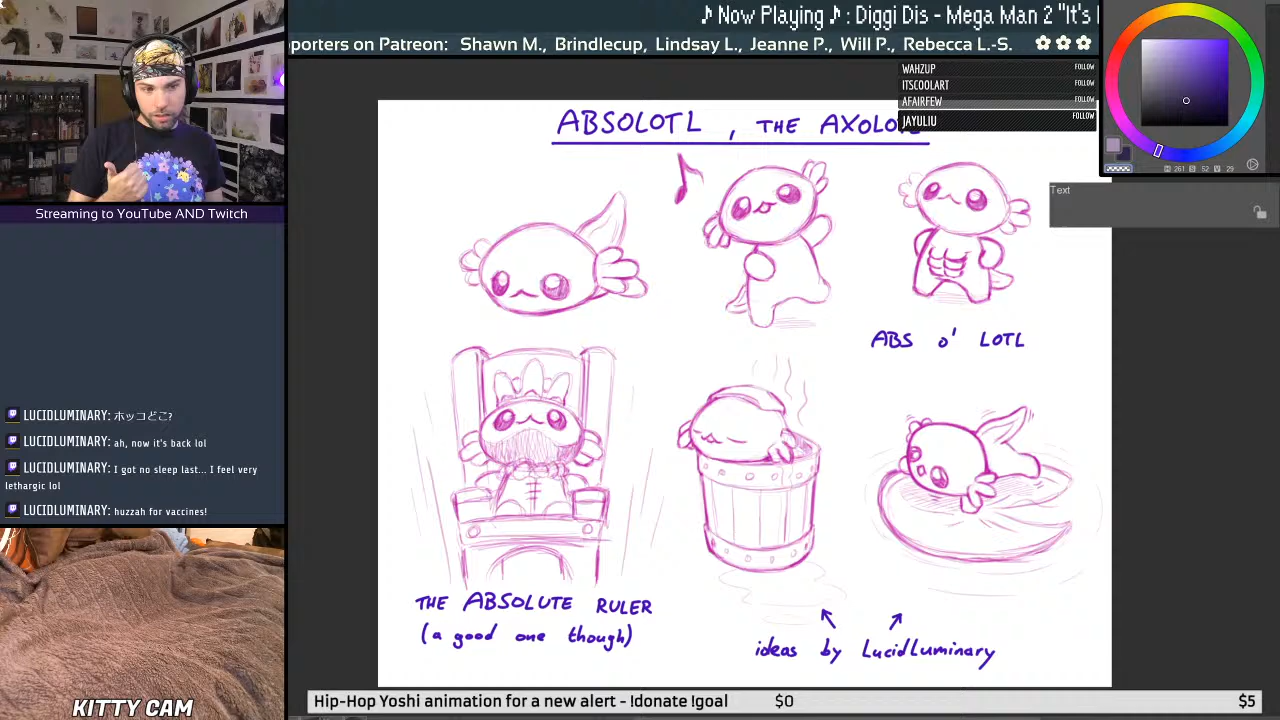 ♪ Now Playing ♪ : Diggi Dis - Mega Man 2 "It's
porters on Patreon: Shawn M., Brindlecup, Lindsay L., Jeanne P., Will P., Rebecca L.-S.
WAHZUP FOLLOW
ITSCOOLART FOLLOW
AFAIRFEW FOLLOW
JAYULIU FOLLOW
H 261 S 52 V 29
Text
ABSOLOTL, THE AXOLOTL
Streaming to YouTube AND Twitch
ABS O' LOTL
LUCIDLUMINARY: ホッコどこ?
LUCIDLUMINARY: ah, now it's back lol
LUCIDLUMINARY: I got no sleep last... I feel very
lethargic lol
LUCIDLUMINARY: huzzah for vaccines!
THE ABSOLUTE RULER
(a good one though)
ideas by LucidLuminary
KITTY CAM
Hip-Hop Yoshi animation for a new alert - !donate !goal $0 $5